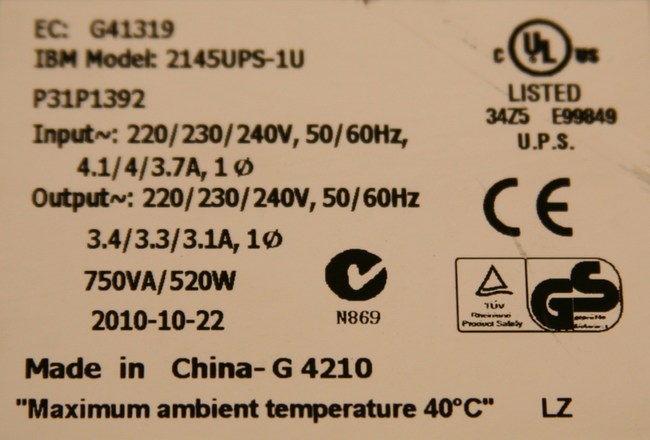 EC: G41319
IBM Model: 2145UPS-1U
P31P1392
Input~: 220/230/240V, 50/60Hz,
4.1/4/3.7A, 1 Ø
Output~: 220/230/240V, 50/60Hz
3.4/3.3/3.1A, 1Ø
750VA/520W
2010-10-22
Made in China- G 4210
"Maximum ambient temperature 40°C" LZ
C UL US
LISTED
34Z5 E99849
U.P.S.
CE
N869
TÜV
Rheinland
Product Safety
GS
geprüfte